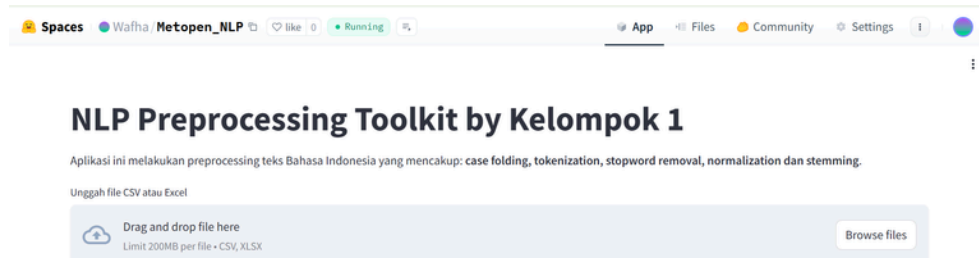 Spaces Wafha/Metopen_NLP like 0 Running App Files Community Settings
NLP Preprocessing Toolkit by Kelompok 1
Aplikasi ini melakukan preprocessing teks Bahasa Indonesia yang mencakup: case folding, tokenization, stopword removal, normalization dan stemming.
Unggah file CSV atau Excel
Drag and drop file here
Limit 200MB per file • CSV, XLSX
Browse files